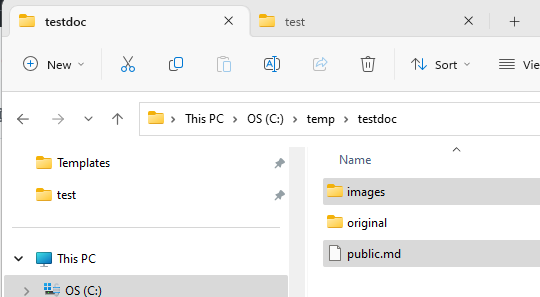 testdoc
test
New
Sort
This PC
OS (C:)
temp
testdoc
Templates
test
This PC
OS (C:)
Name
images
original
public.md